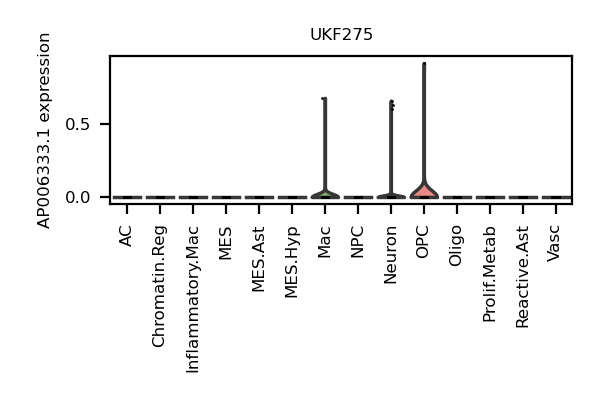 UKF275
AP006333.1 expression
0.5
0.0
AC
Chromatin.Reg
Inflammatory.Mac
MES
MES.Ast
MES.Hyp
Mac
NPC
Neuron
OPC
Oligo
Prolif.Metab
Reactive.Ast
Vasc